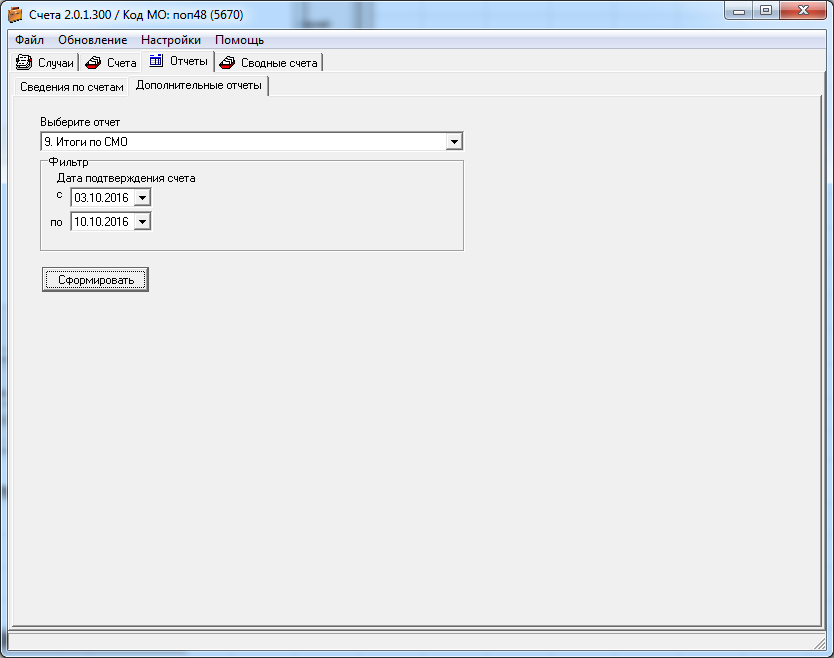 Счета 2.0.1.300 / Код МО: поп48 (5670)
Файл Обновление Настройки Помощь
Случаи Счета Отчеты Сводные счета
Сведения по счетам Дополнительные отчеты
Выберите отчет
9. Итоги по СМО
Фильтр
Дата подтверждения счета
с 03.10.2016
по 10.10.2016
Сформировать